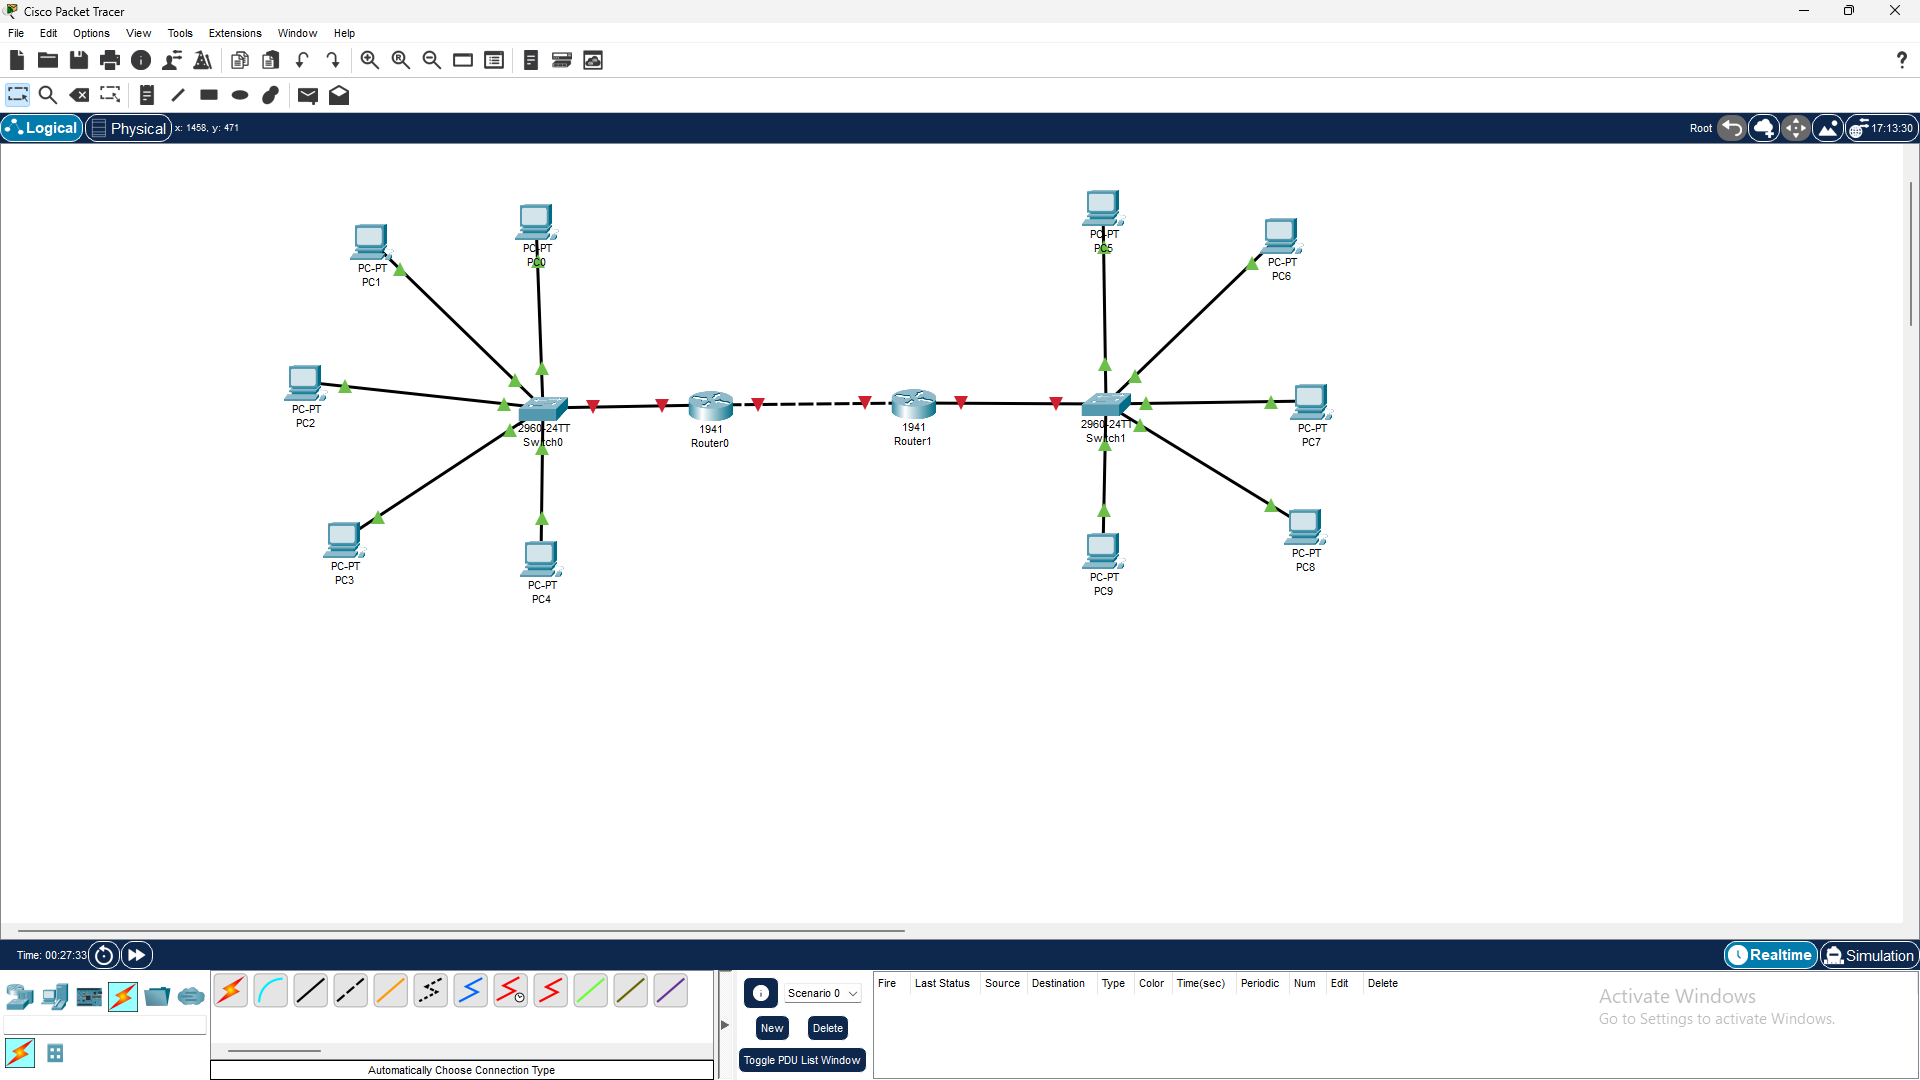 Cisco Packet Tracer
File Edit Options View Tools Extensions Window Help
Logical Physical x: 1458, y: 471 Root 17:13:30
PC-PT
PC5
PC-PT
PC0
PC-PT
PC6
PC-PT
PC1
PC-PT
PC2
2960-24TT
Switch0
1941
Router0
1941
Router1
2960-24TT
Switch1
PC-PT
PC7
PC-PT
PC3
PC-PT
PC4
PC-PT
PC9
PC-PT
PC8
Time: 00:27:33 Realtime Simulation
Scenario 0
New Delete
Toggle PDU List Window
Fire Last Status Source Destination Type Color Time(sec) Periodic Num Edit Delete
Automatically Choose Connection Type
Activate Windows
Go to Settings to activate Windows.